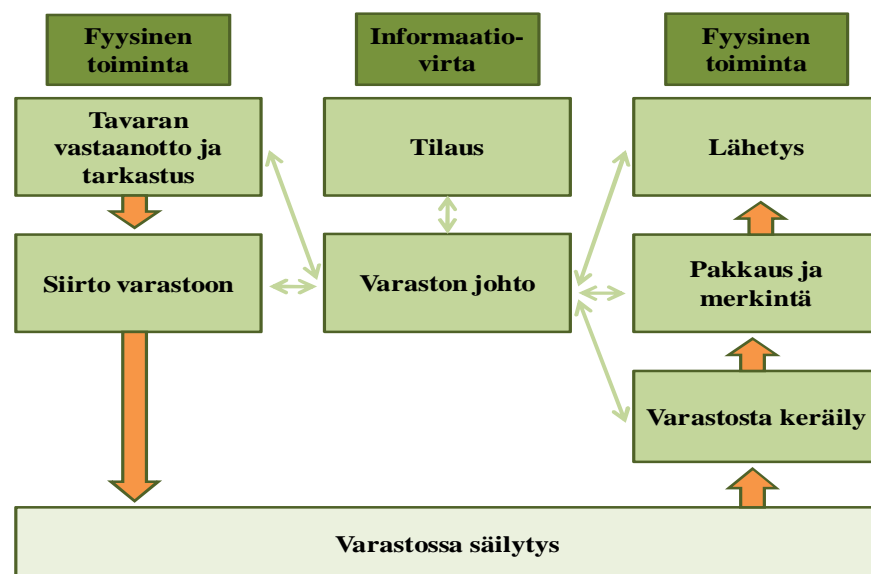 Fyysinen
toiminta
Informaatio-
virta
Fyysinen
toiminta
Tavaran
vastaanotto ja
tarkastus
Tilaus
Lähetys
Siirto varastoon
Varaston johto
Pakkaus ja
merkintä
Varastosta keräily
Varastossa säilytys